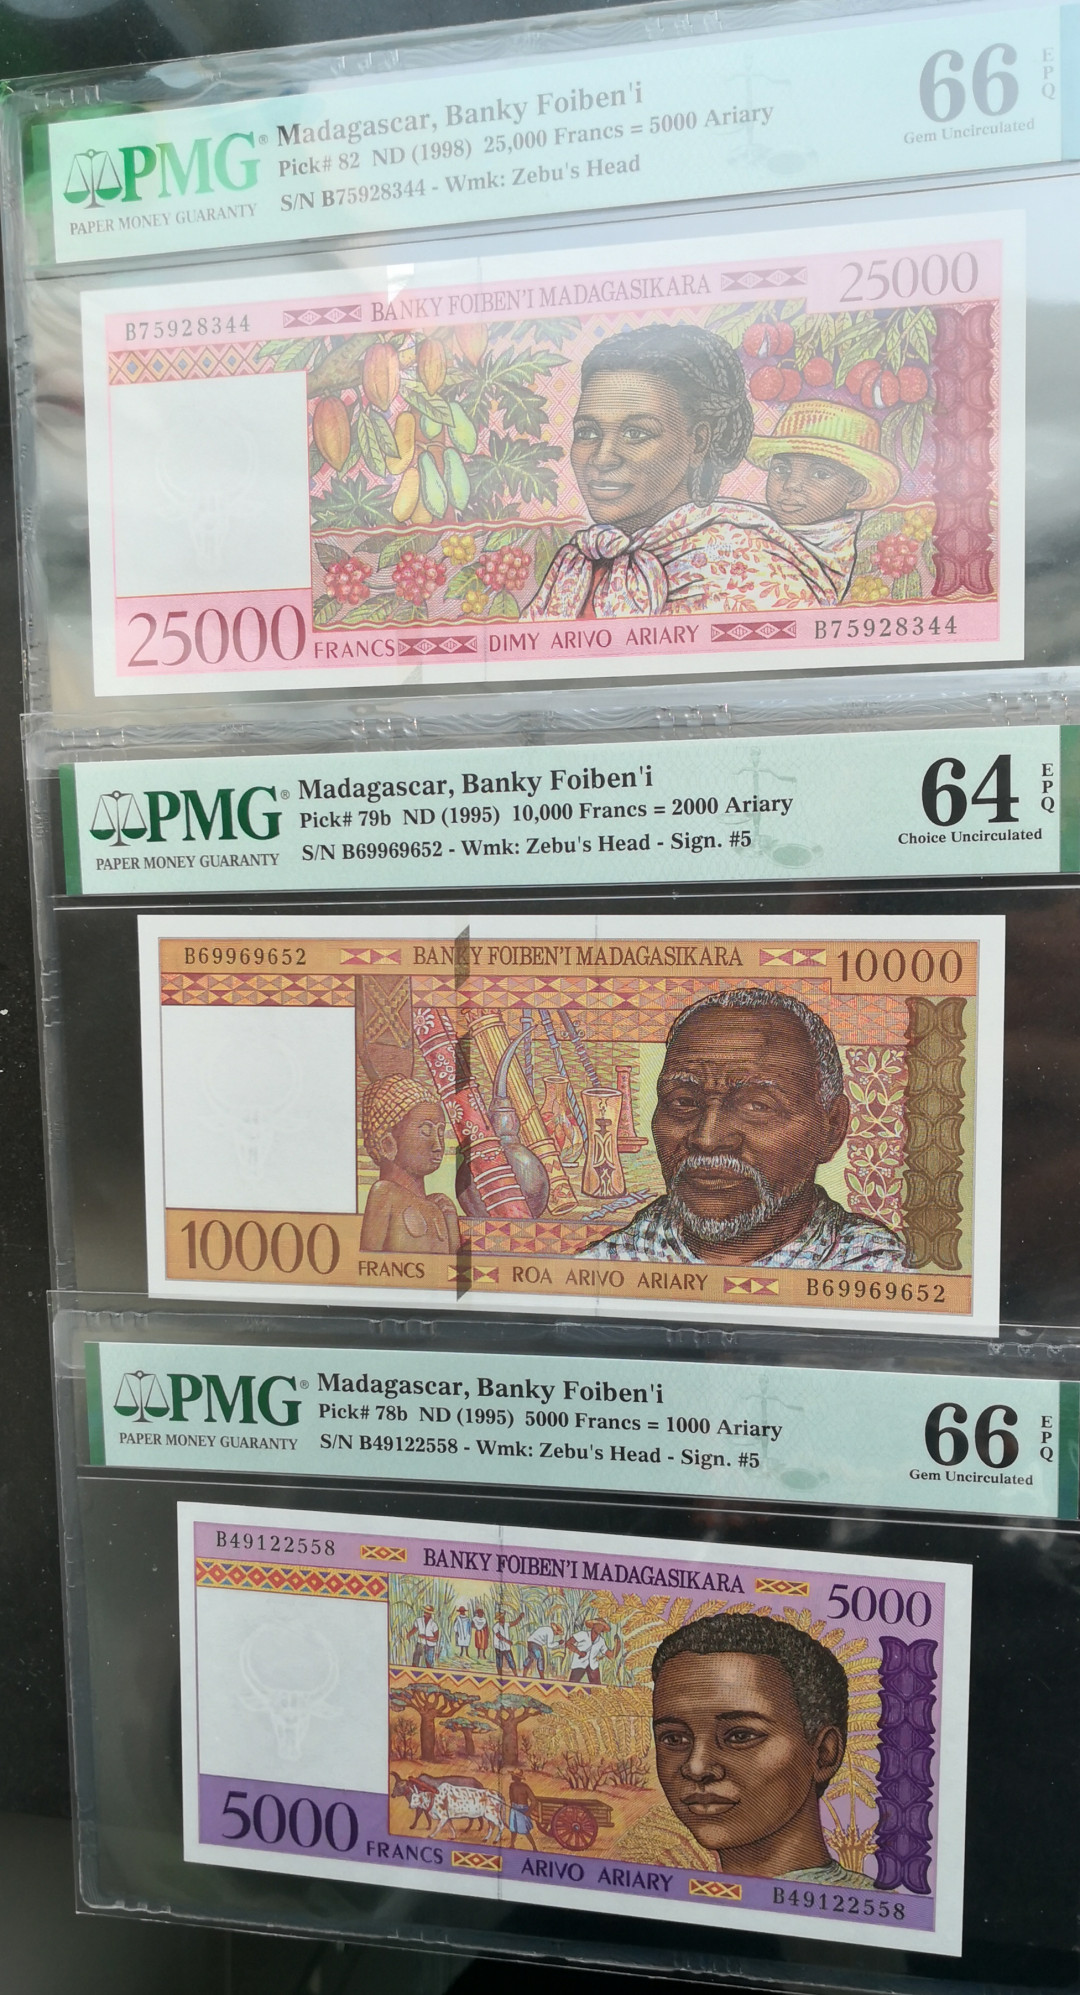 PMG®
PAPER MONEY GUARANTY
Madagascar, Banky Foiben'i
Pick# 82 ND (1998) 25,000 Francs = 5000 Ariary
S/N B75928344 - Wmk: Zebu's Head
66
EPQ
Gem Uncirculated
B75928344
BANKY FOIBEN'I MADAGASIKARA
25000
25000
FRANCS
DIMY ARIVO ARIARY
B75928344
PMG®
PAPER MONEY GUARANTY
Madagascar, Banky Foiben'i
Pick# 79b ND (1995) 10,000 Francs = 2000 Ariary
S/N B69969652 - Wmk: Zebu's Head - Sign. #5
64
EPQ
Choice Uncirculated
B69969652
BANKY FOIBEN'I MADAGASIKARA
10000
10000
FRANCS
ROA ARIVO ARIARY
B69969652
PMG®
PAPER MONEY GUARANTY
Madagascar, Banky Foiben'i
Pick# 78b ND (1995) 5000 Francs = 1000 Ariary
S/N B49122558 - Wmk: Zebu's Head - Sign. #5
66
EPQ
Gem Uncirculated
B49122558
BANKY FOIBEN'I MADAGASIKARA
5000
5000
FRANCS
ARIVO ARIARY
B49122558